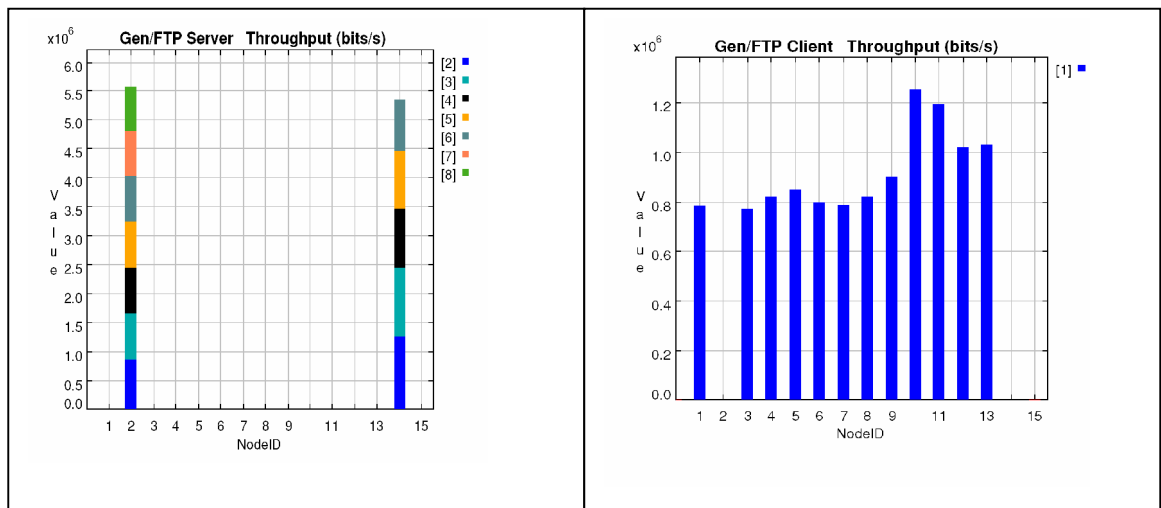 x10⁶
Gen/FTP Server Throughput (bits/s)
6.0
5.5
5.0
4.5
4.0
3.5
3.0
2.5
2.0
1.5
1.0
0.5
0.0
Value
1 2 3 4 5 6 7 8 9 11 13 15
NodeID
[2]
[3]
[4]
[5]
[6]
[7]
[8]
x10⁶
Gen/FTP Client Throughput (bits/s)
1.2
1.0
0.8
0.6
0.4
0.2
0.0
Value
1 2 3 4 5 6 7 8 9 11 13 15
NodeID
[1]